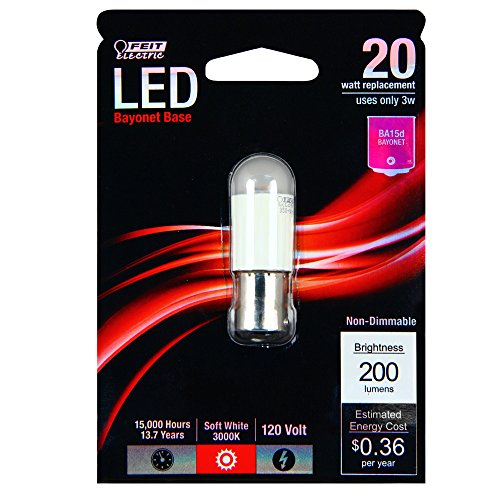 FEIT
ELECTRIC
LED
Bayonet Base
20
watt replacement
uses only 3w
BA15d
BAYONET
Non-Dimmable
Brightness
200
lumens
Estimated
Energy Cost
$0.36
per year
15,000 Hours
13.7 Years
Soft White
3000K
120 Volt